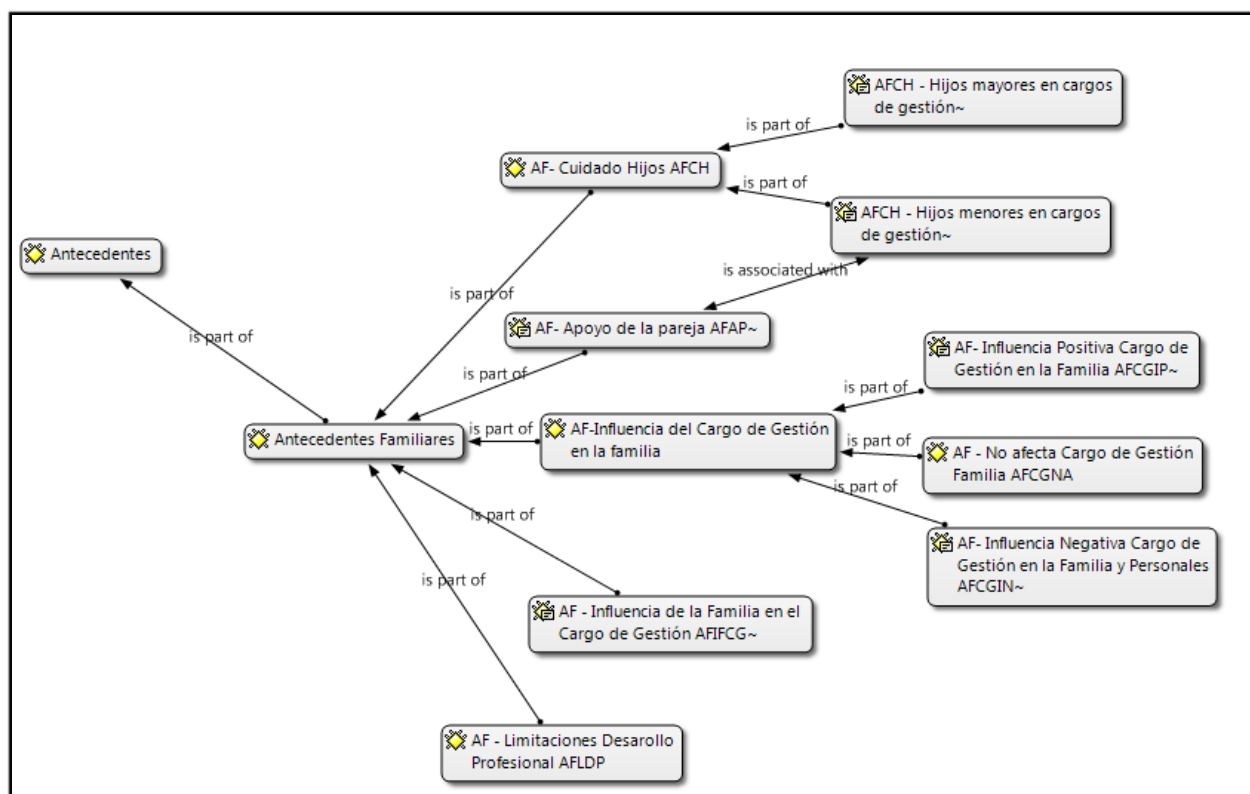 AFCH - Hijos mayores en cargos
de gestión~
is part of
AF- Cuidado Hijos AFCH
is part of
AFCH - Hijos menores en cargos
de gestión~
Antecedentes
is associated with
is part of
AF- Apoyo de la pareja AFAP~
is part of
AF- Influencia Positiva Cargo de
Gestión en la Familia AFCGIP~
is part of
is part of
Antecedentes Familiares
is part of
AF-Influencia del Cargo de Gestión
en la familia
is part of
AF - No afecta Cargo de Gestión
Familia AFCGNA
is part of
is part of
AF- Influencia Negativa Cargo de
Gestión en la Familia y Personales
AFCGIN~
is part of
AF - Influencia de la Familia en el
Cargo de Gestión AFIFCG~
AF - Limitaciones Desarollo
Profesional AFLDP